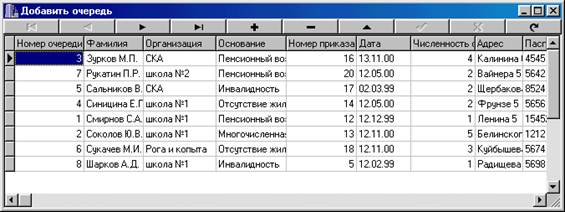 Добавить очередь
Номер очереди Фамилия Организация Основание Номер приказа Дата Численность с Адрес Пасп
3 Зурков М.П. СКА Пенсионный воз 16 13.11.00 4 Калинина 4545
7 Рукатин П.Р. школа №2 Пенсионный воз 20 12.05.00 2 Вайнера 5 5642
5 Сальников В. СКА Инвалидность 17 02.03.99 2 Щербаков 8524
4 Синицина Е.Г школа №1 Отсутствие жил 14 12.05.00 2 Фрунзе 5 5656
1 Смирнов С.А. школа №1 Пенсионный воз 12 12.12.99 1 Ленина 5 1545
2 Соколов Ю.В. школа №1 Многочисленная 13 12.11.00 5 Белинског 1212
6 Сукачев М.И. Рога и копыта Отсутствие жил 18 12.11.00 3 Куйбышев 5674
8 Шарков А.Д. школа №1 Инвалидность 5 12.02.99 1 Радищева 5698